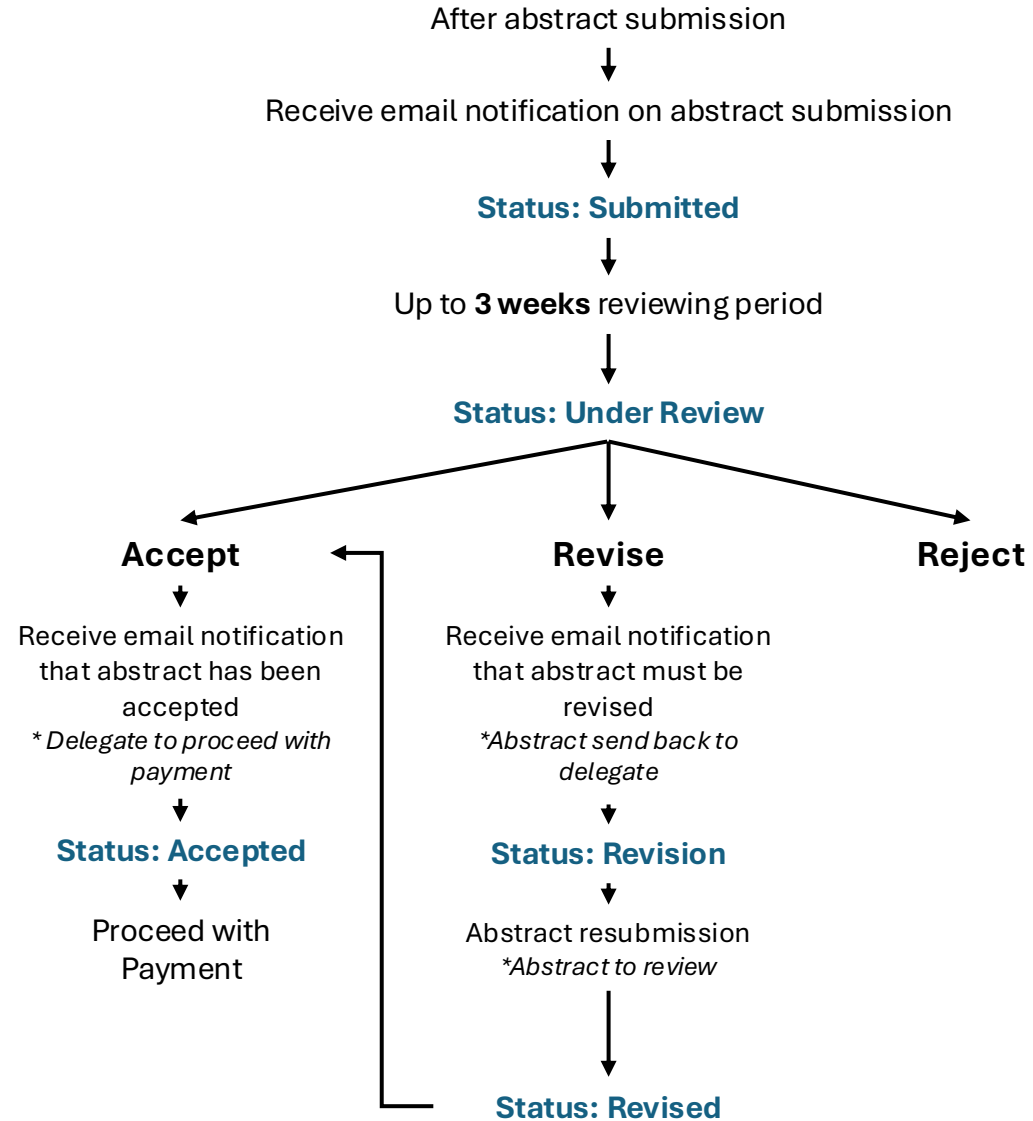 After abstract submission
Receive email notification on abstract submission
Status: Submitted
Up to 3 weeks reviewing period
Status: Under Review
Accept
Receive email notification
that abstract has been
accepted
* Delegate to proceed with
payment
Status: Accepted
Proceed with
Payment
Revise
Receive email notification
that abstract must be
revised
*Abstract send back to
delegate
Status: Revision
Abstract resubmission
*Abstract to review
Status: Revised
Reject